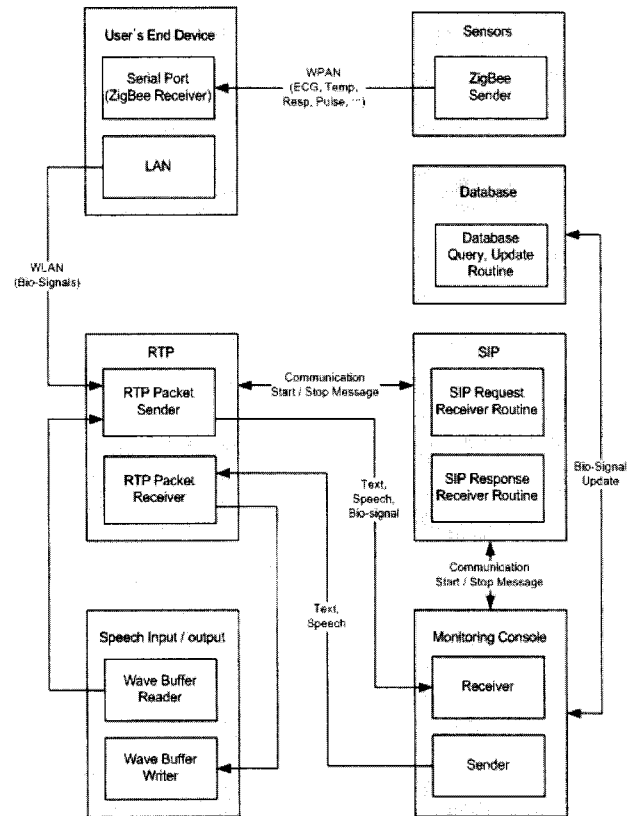 User's End Device
Serial Port
(ZigBee Receiver)
LAN
WPAN
(ECG, Temp,
Resp, Pulse, ...)
Sensors
ZigBee
Sender
Database
Database
Query, Update
Routine
WLAN
(Bio-Signals)
RTP
RTP Packet
Sender
RTP Packet
Receiver
Communication
Start / Stop Message
SIP
SIP Request
Receiver Routine
SIP Response
Receiver Routine
Text,
Speech,
Bio-signal
Bio-Signal
Update
Communication
Start / Stop Message
Text,
Speech
Speech Input / output
Wave Buffer
Reader
Wave Buffer
Writer
Monitoring Console
Receiver
Sender